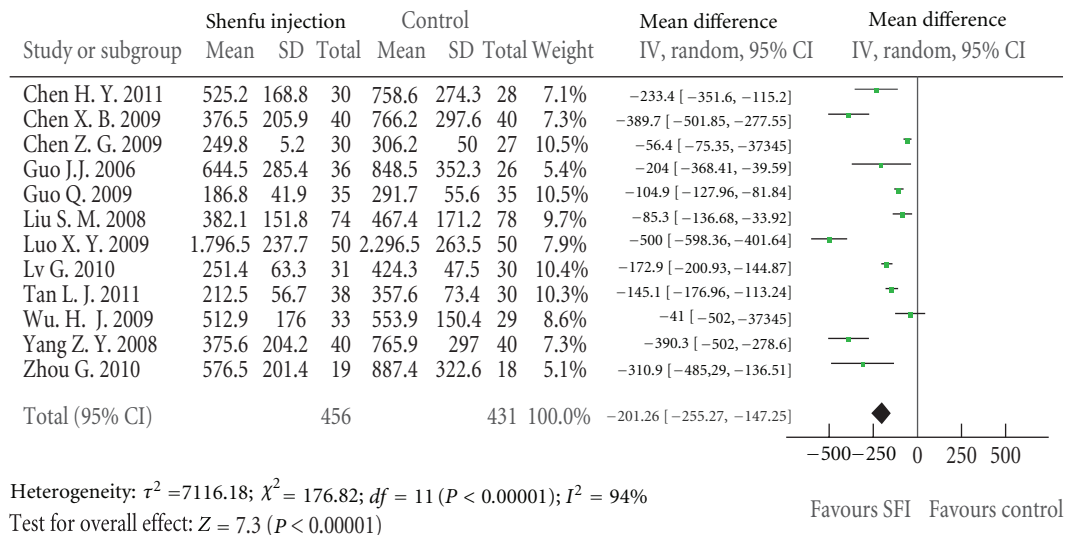 Shenfu injection Control Mean difference Mean difference
Study or subgroup Mean SD Total Mean SD Total Weight IV, random, 95% CI IV, random, 95% CI
Chen H. Y. 2011 525.2 168.8 30 758.6 274.3 28 7.1% −233.4 [−351.6, −115.2]
Chen X. B. 2009 376.5 205.9 40 766.2 297.6 40 7.3% −389.7 [−501.85, −277.55]
Chen Z. G. 2009 249.8 5.2 30 306.2 50 27 10.5% −56.4 [−75.35, −37345]
Guo J.J. 2006 644.5 285.4 36 848.5 352.3 26 5.4% −204 [−368.41, −39.59]
Guo Q. 2009 186.8 41.9 35 291.7 55.6 35 10.5% −104.9 [−127.96, −81.84]
Liu S. M. 2008 382.1 151.8 74 467.4 171.2 78 9.7% −85.3 [−136.68, −33.92]
Luo X. Y. 2009 1.796.5 237.7 50 2.296.5 263.5 50 7.9% −500 [−598.36, −401.64]
Lv G. 2010 251.4 63.3 31 424.3 47.5 30 10.4% −172.9 [−200.93, −144.87]
Tan L. J. 2011 212.5 56.7 38 357.6 73.4 30 10.3% −145.1 [−176.96, −113.24]
Wu. H. J. 2009 512.9 176 33 553.9 150.4 29 8.6% −41 [−502, −37345]
Yang Z. Y. 2008 375.6 204.2 40 765.9 297 40 7.3% −390.3 [−502, −278.6]
Zhou G. 2010 576.5 201.4 19 887.4 322.6 18 5.1% −310.9 [−485,29, −136.51]
Total (95% CI) 456 431 100.0% −201.26 [−255.27, −147.25]
−500 −250 0 250 500
Heterogeneity: τ² =7116.18; χ² = 176.82; df = 11 (P < 0.00001); I² = 94%
Test for overall effect: Z = 7.3 (P < 0.00001)
Favours SFI Favours control